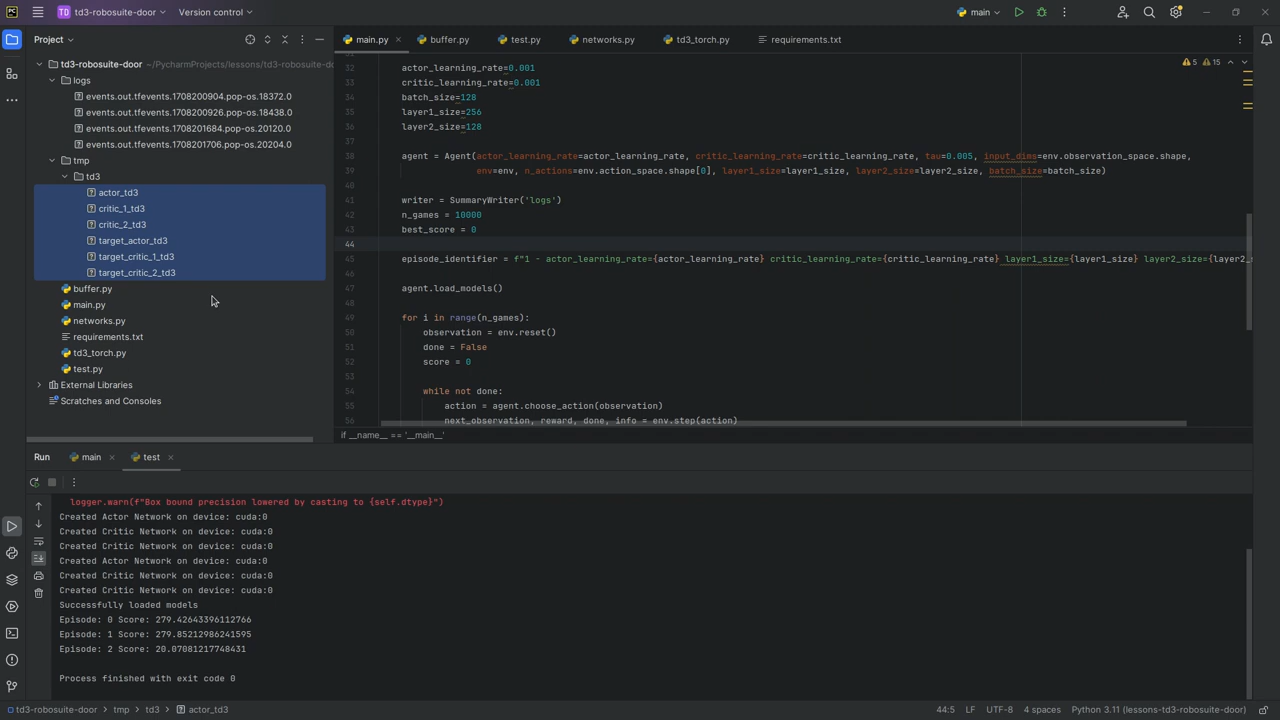 TD td3-robosuite-door
Version control
main
Project
main.py
buffer.py
test.py
networks.py
td3_torch.py
requirements.txt
td3-robosuite-door ~/PycharmProjects/lessons/td3-robosuite-door
logs
events.out.tfevents.1708200904.pop-os.18372.0
events.out.tfevents.1708200926.pop-os.18438.0
events.out.tfevents.1708201684.pop-os.20120.0
events.out.tfevents.1708201706.pop-os.20204.0
tmp
td3
actor_td3
critic_1_td3
critic_2_td3
target_actor_td3
target_critic_1_td3
target_critic_2_td3
buffer.py
main.py
networks.py
requirements.txt
td3_torch.py
test.py
External Libraries
Scratches and Consoles
5 15
32 actor_learning_rate=0.001
33 critic_learning_rate=0.001
34 batch_size=128
35 layer1_size=256
36 layer2_size=128
37
38 agent = Agent(actor_learning_rate=actor_learning_rate, critic_learning_rate=critic_learning_rate, tau=0.005, input_dims=env.observation_space.shape,
39 env=env, n_actions=env.action_space.shape[0], layer1_size=layer1_size, layer2_size=layer2_size, batch_size=batch_size)
40
41 writer = SummaryWriter('logs')
42 n_games = 10000
43 best_score = 0
44
45 episode_identifier = f"1 - actor_learning_rate={actor_learning_rate} critic_learning_rate={critic_learning_rate} layer1_size={layer1_size} layer2_size={layer2_s
46
47 agent.load_models()
48
49 for i in range(n_games):
50 observation = env.reset()
51 done = False
52 score = 0
53
54 while not done:
55 action = agent.choose_action(observation)
56 next_observation, reward, done, info = env.step(action)
if __name__ == '__main__'
Run
main
test
logger.warn(f"Box bound precision lowered by casting to {self.dtype}")
Created Actor Network on device: cuda:0
Created Critic Network on device: cuda:0
Created Critic Network on device: cuda:0
Created Actor Network on device: cuda:0
Created Critic Network on device: cuda:0
Created Critic Network on device: cuda:0
Successfully loaded models
Episode: 0 Score: 279.42643396112766
Episode: 1 Score: 279.85212986241595
Episode: 2 Score: 20.07081217748431
Process finished with exit code 0
td3-robosuite-door > tmp > td3 > actor_td3
44:5 LF UTF-8 4 spaces Python 3.11 (lessons-td3-robosuite-door)